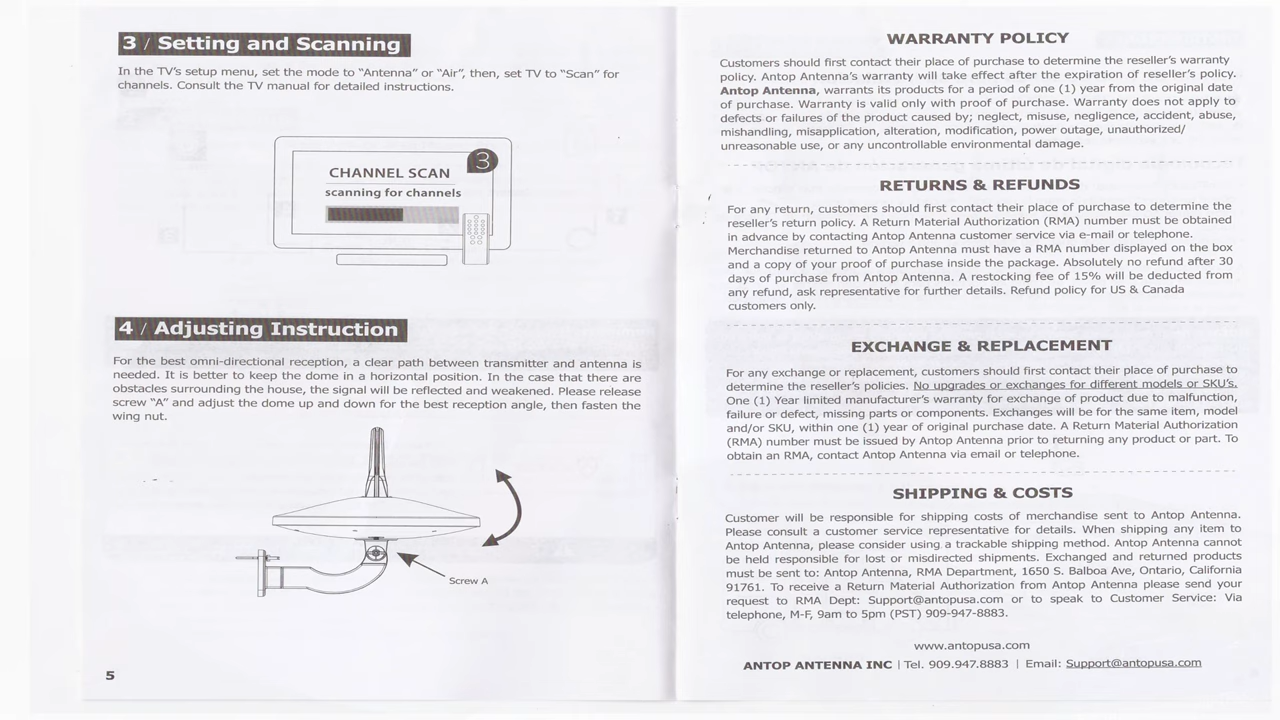 3 / Setting and Scanning
In the TV's setup menu, set the mode to "Antenna" or "Air", then, set TV to "Scan" for
channels. Consult the TV manual for detailed instructions.
3
CHANNEL SCAN
scanning for channels
4 / Adjusting Instruction
For the best omni-directional reception, a clear path between transmitter and antenna is
needed. It is better to keep the dome in a horizontal position. In the case that there are
obstacles surrounding the house, the signal will be reflected and weakened. Please release
screw "A" and adjust the dome up and down for the best reception angle, then fasten the
wing nut.
Screw A
5
WARRANTY POLICY
Customers should first contact their place of purchase to determine the reseller's warranty
policy. Antop Antenna's warranty will take effect after the expiration of reseller's policy.
Antop Antenna, warrants its products for a period of one (1) year from the original date
of purchase. Warranty is valid only with proof of purchase. Warranty does not apply to
defects or failures of the product caused by; neglect, misuse, negligence, accident, abuse,
mishandling, misapplication, alteration, modification, power outage, unauthorized/
unreasonable use, or any uncontrollable environmental damage.
RETURNS & REFUNDS
For any return, customers should first contact their place of purchase to determine the
reseller's return policy. A Return Material Authorization (RMA) number must be obtained
in advance by contacting Antop Antenna customer service via e-mail or telephone.
Merchandise returned to Antop Antenna must have a RMA number displayed on the box
and a copy of your proof of purchase inside the package. Absolutely no refund after 30
days of purchase from Antop Antenna. A restocking fee of 15% will be deducted from
any refund, ask representative for further details. Refund policy for US & Canada
customers only.
EXCHANGE & REPLACEMENT
For any exchange or replacement, customers should first contact their place of purchase to
determine the reseller's policies. No upgrades or exchanges for different models or SKU's.
One (1) Year limited manufacturer's warranty for exchange of product due to malfunction,
failure or defect, missing parts or components. Exchanges will be for the same item, model
and/or SKU, within one (1) year of original purchase date. A Return Material Authorization
(RMA) number must be issued by Antop Antenna prior to returning any product or part. To
obtain an RMA, contact Antop Antenna via email or telephone.
SHIPPING & COSTS
Customer will be responsible for shipping costs of merchandise sent to Antop Antenna.
Please consult a customer service representative for details. When shipping any item to
Antop Antenna, please consider using a trackable shipping method. Antop Antenna cannot
be held responsible for lost or misdirected shipments. Exchanged and returned products
must be sent to: Antop Antenna, RMA Department, 1650 S. Balboa Ave, Ontario, California
91761. To receive a Return Material Authorization from Antop Antenna please send your
request to RMA Dept: Support@antopusa.com or to speak to Customer Service: Via
telephone, M-F, 9am to 5pm (PST) 909-947-8883.
www.antopusa.com
ANTOP ANTENNA INC | Tel. 909.947.8883 | Email: Support@antopusa.com